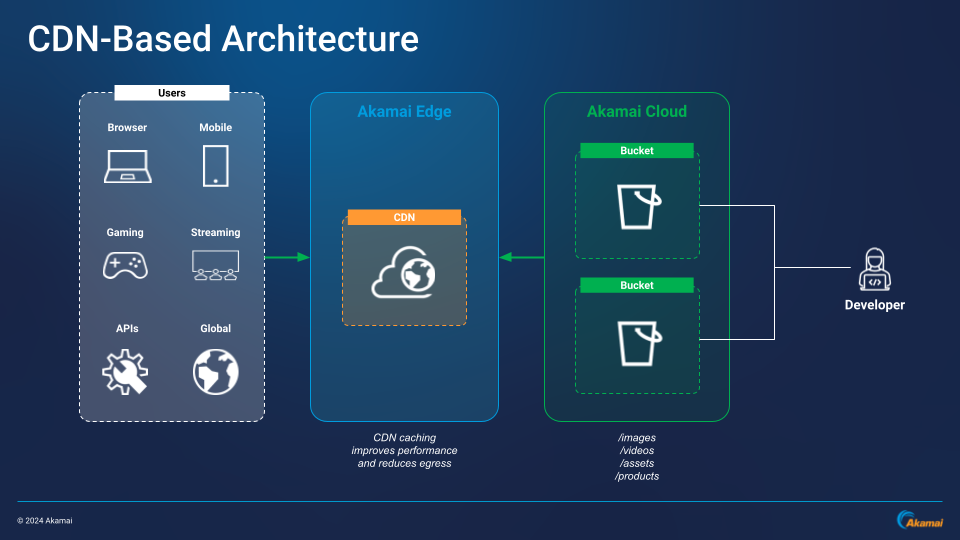 CDN-Based Architecture
Users
Browser
Mobile
Gaming
Streaming
APIs
Global
Akamai Edge
CDN
CDN caching
improves performance
and reduces egress
Akamai Cloud
Bucket
Bucket
/images
/videos
/assets
/products
</>
Developer
© 2024 Akamai
Akamai